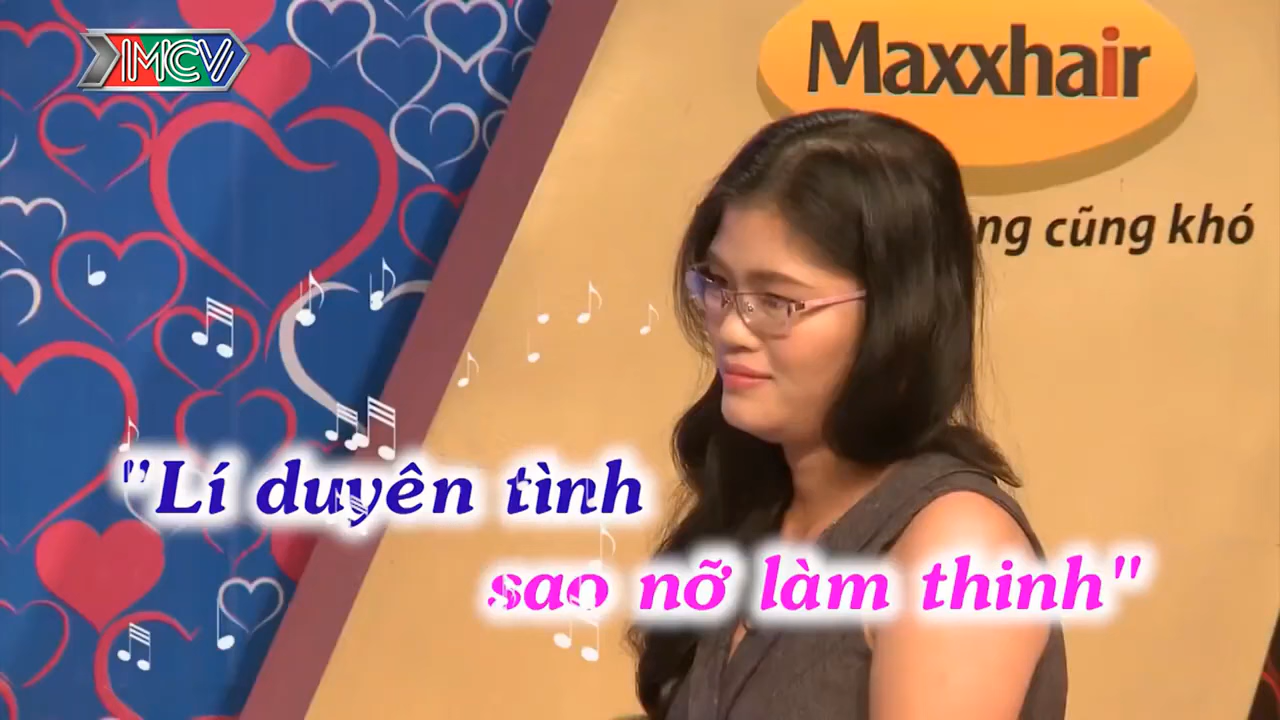 MCV
Maxxhair
ng cũng khó
"Lí duyên tình
sao nỡ làm thinh"